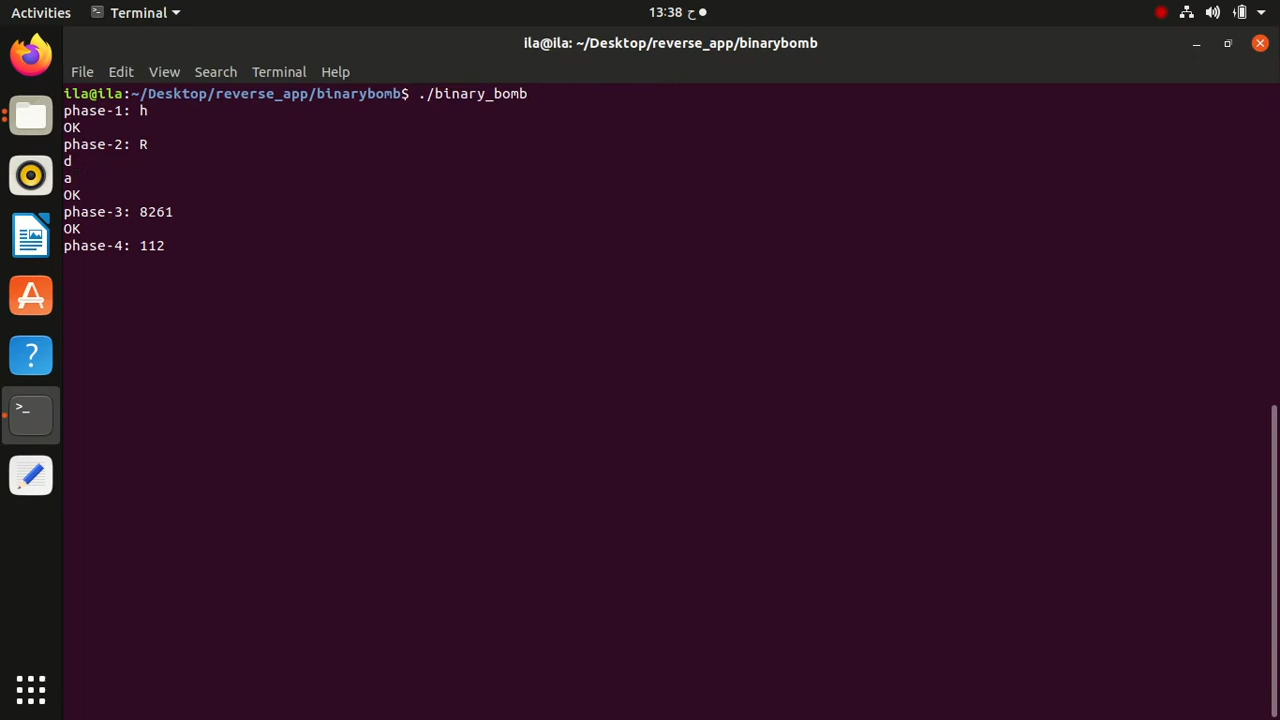 Activities Terminal 13:38 ح
ila@ila: ~/Desktop/reverse_app/binarybomb
File Edit View Search Terminal Help
ila@ila:~/Desktop/reverse_app/binarybomb$ ./binary_bomb
phase-1: h
OK
phase-2: R
d
a
OK
phase-3: 8261
OK
phase-4: 112